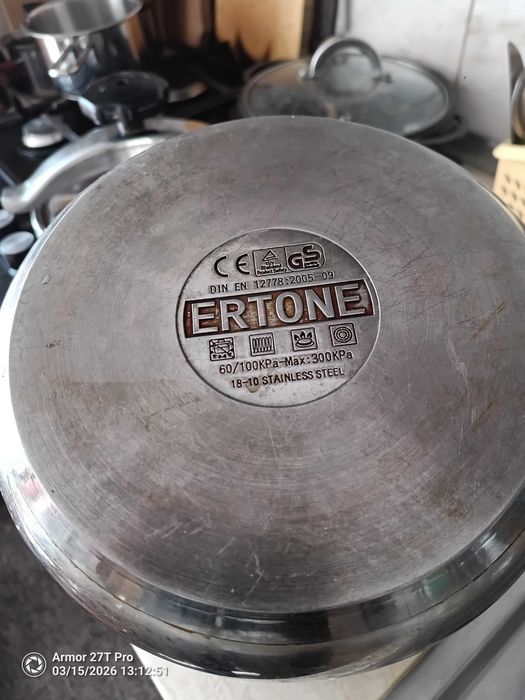 CE GS
DIN EN 12778:2005-09
ERTONE
60/100KPa-Max:300KPa
18-10 STAINLESS STEEL
Armor 27T Pro
03/15/2026 13:12:51